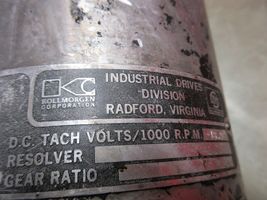 KOLLMORGEN
CORPORATION
INDUSTRIAL DRIVES
DIVISION
RADFORD, VIRGINIA
D.C. TACH VOLTS/1000 R.P.M.
RESOLVER
GEAR RATIO